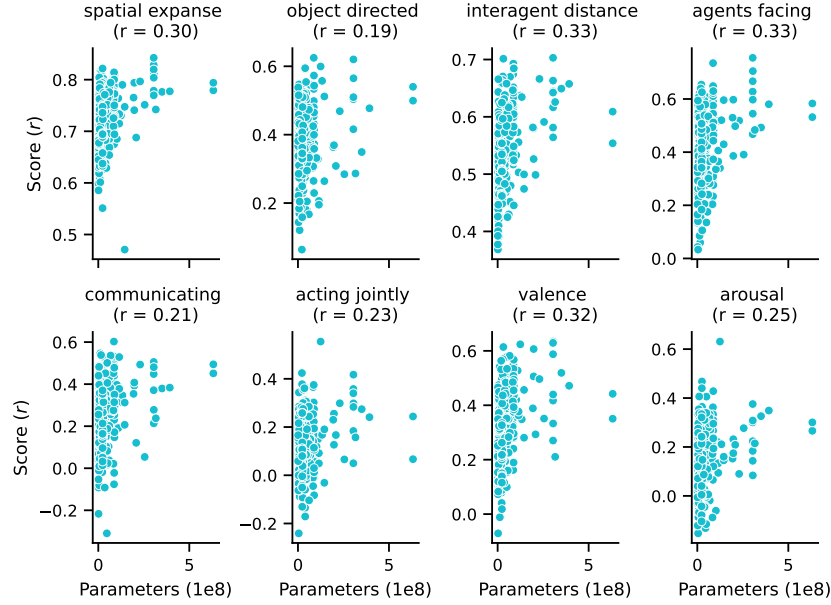 spatial expanse
(r = 0.30)
object directed
(r = 0.19)
interagent distance
(r = 0.33)
agents facing
(r = 0.33)
Score (r)
0.8
0.7
0.6
0.5
0.6
0.4
0.2
0.7
0.6
0.5
0.4
0.6
0.4
0.2
0.0
communicating
(r = 0.21)
acting jointly
(r = 0.23)
valence
(r = 0.32)
arousal
(r = 0.25)
Score (r)
0.6
0.4
0.2
0.0
−0.2
0.4
0.2
0.0
−0.2
0.6
0.4
0.2
0.0
0.6
0.4
0.2
0.0
0 5
0 5
0 5
0 5
Parameters (1e8)
Parameters (1e8)
Parameters (1e8)
Parameters (1e8)